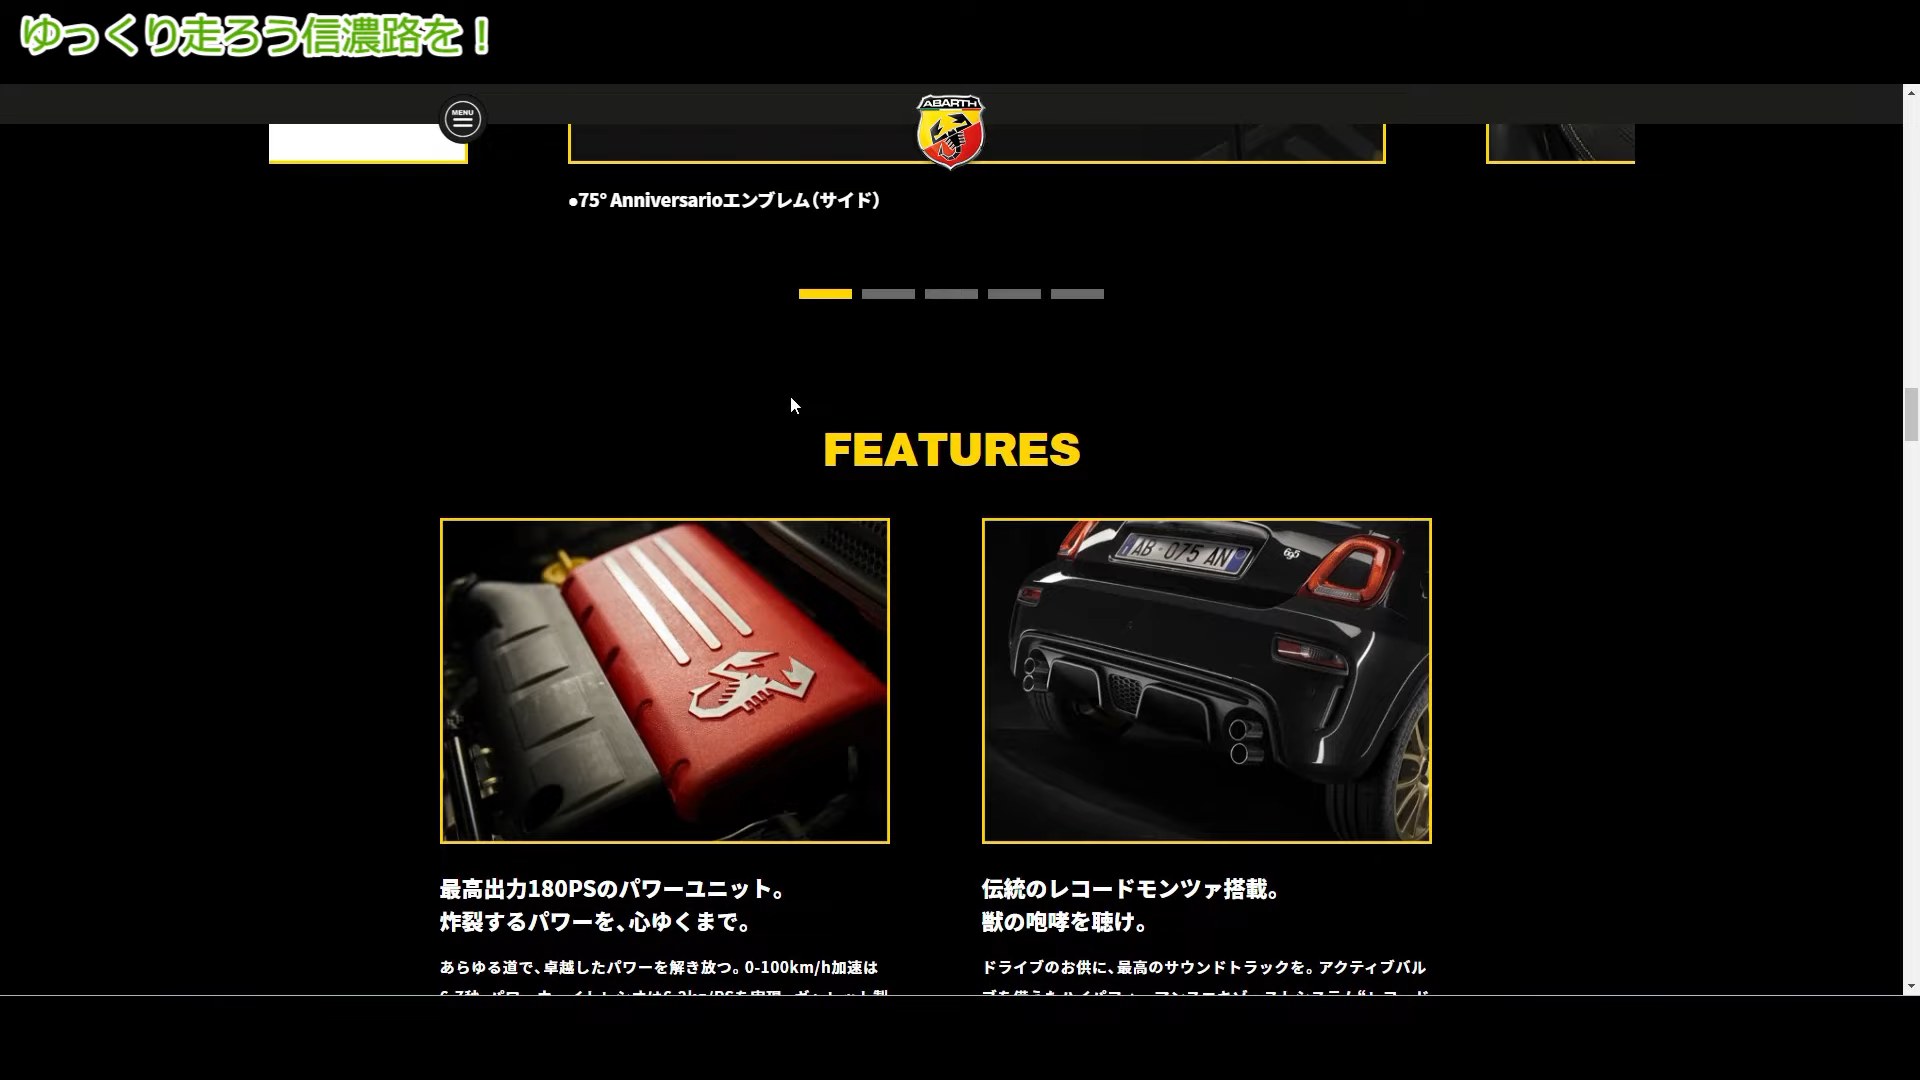 ゆっくり走ろう信濃路を！
MENU
ABARTH
●75° Anniversarioエンブレム（サイド）
FEATURES
AB-075 AN
695
最高出力180PSのパワーユニット。
炸裂するパワーを、心ゆくまで。
伝統のレコードモンツァ搭載。
獣の咆哮を聴け。
あらゆる道で、卓越したパワーを解き放つ。0-100km/h加速は
ドライブのお供に、最高のサウンドトラックを。アクティブバル